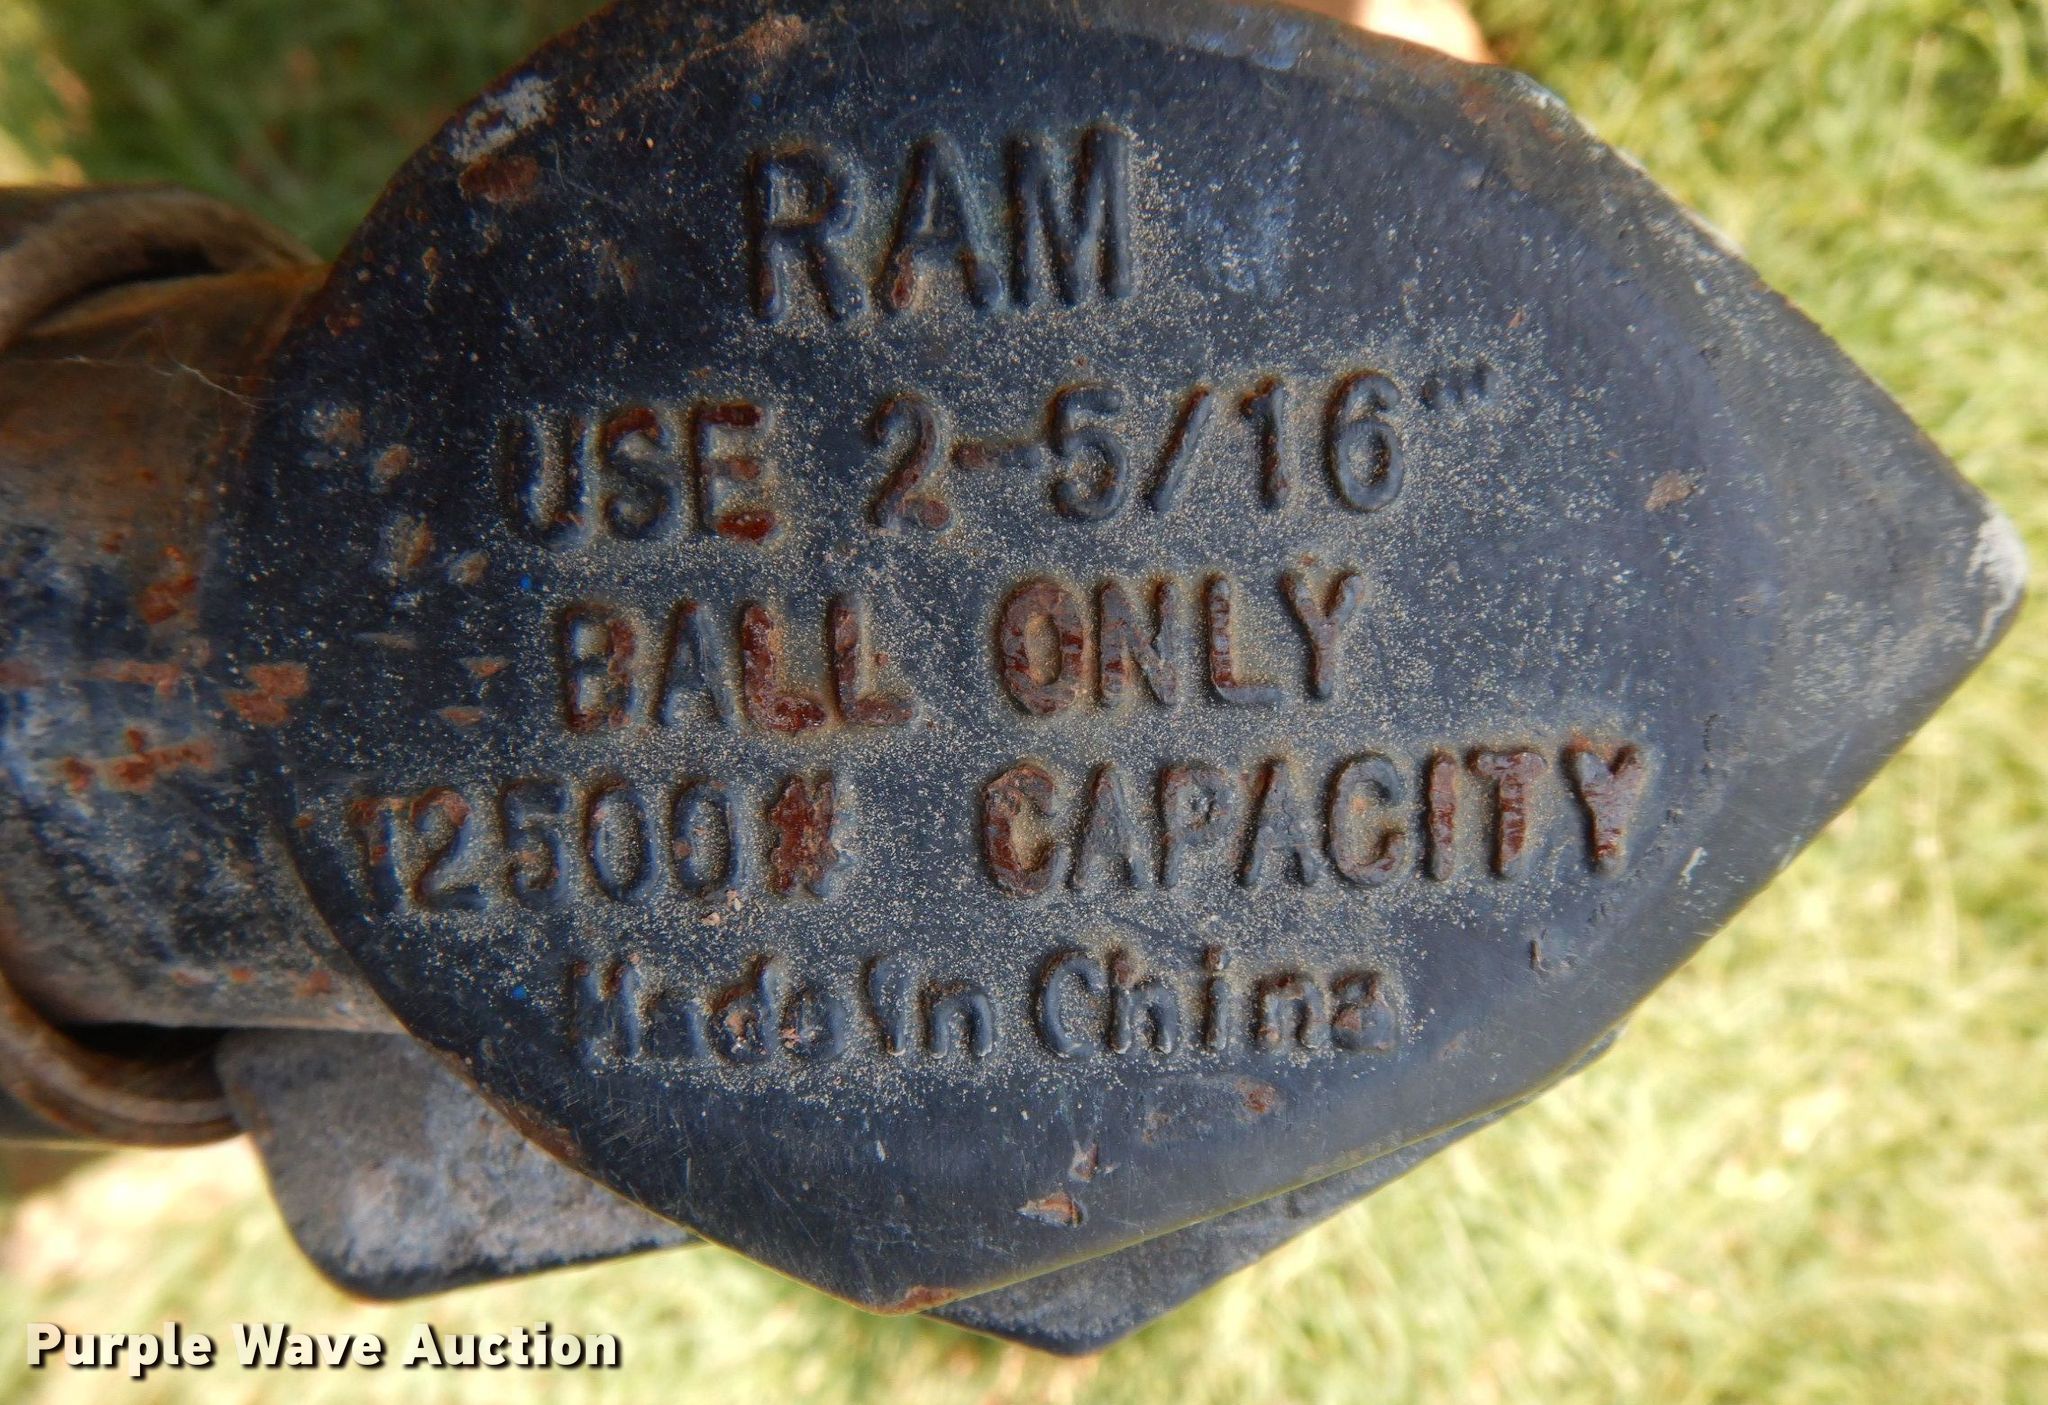 RAM
USE 2-5/16"
BALL ONLY
12500# CAPACITY
Made In China
Purple Wave Auction